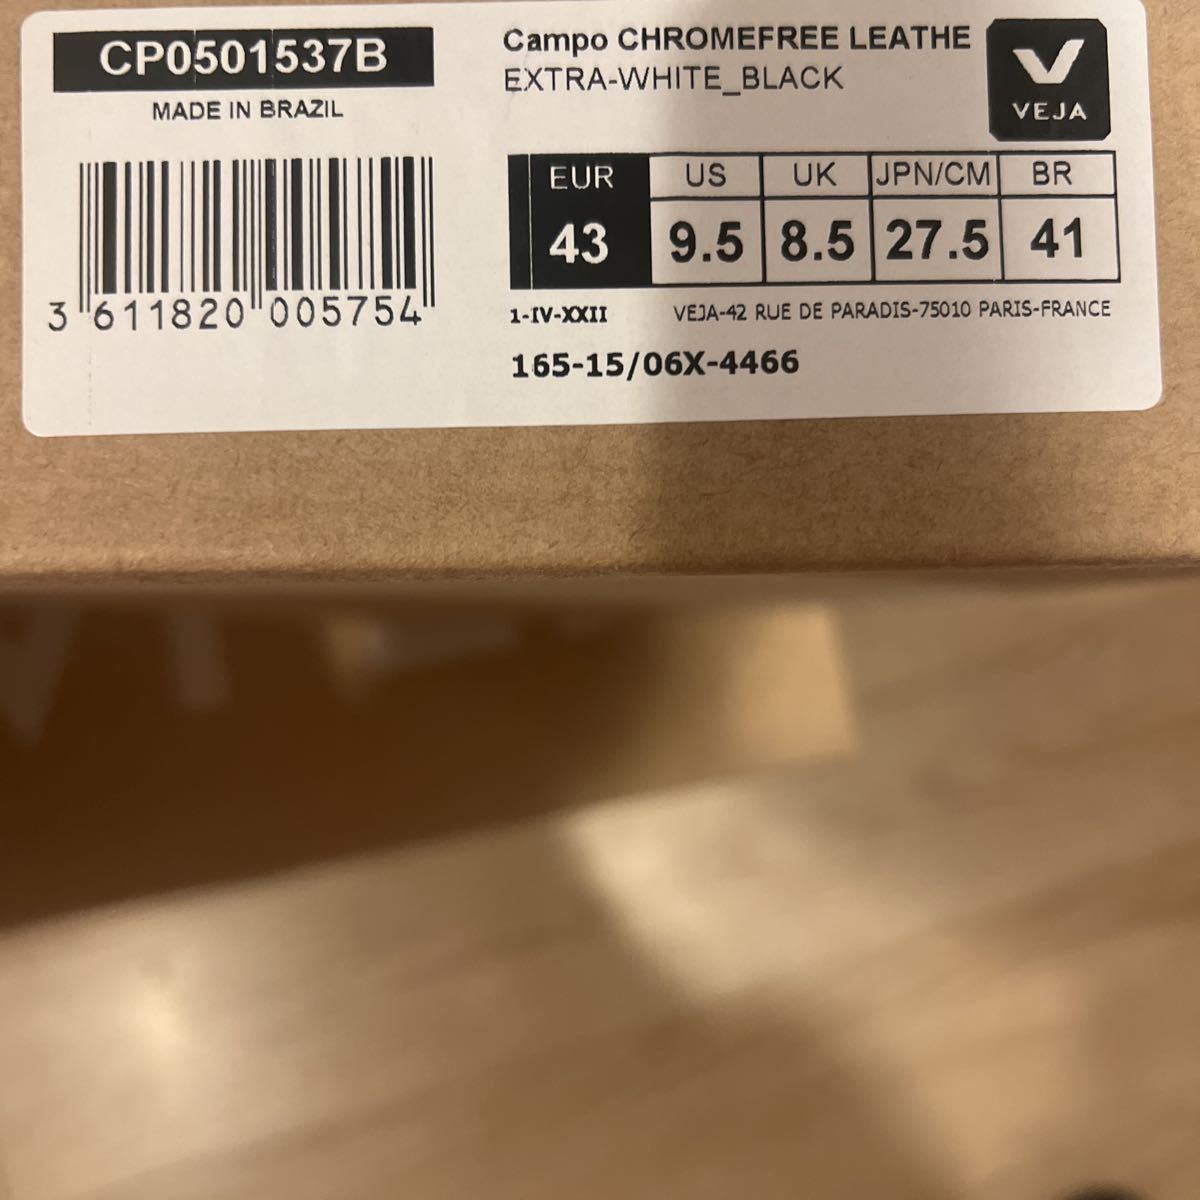 CP0501537B
MADE IN BRAZIL
3 611820 005754
Campo CHROMEFREE LEATHE
EXTRA-WHITE_BLACK
VEJA
EUR US UK JPN/CM BR
43 9.5 8.5 27.5 41
1-IV-XXII VEJA-42 RUE DE PARADIS-75010 PARIS-FRANCE
165-15/06X-4466